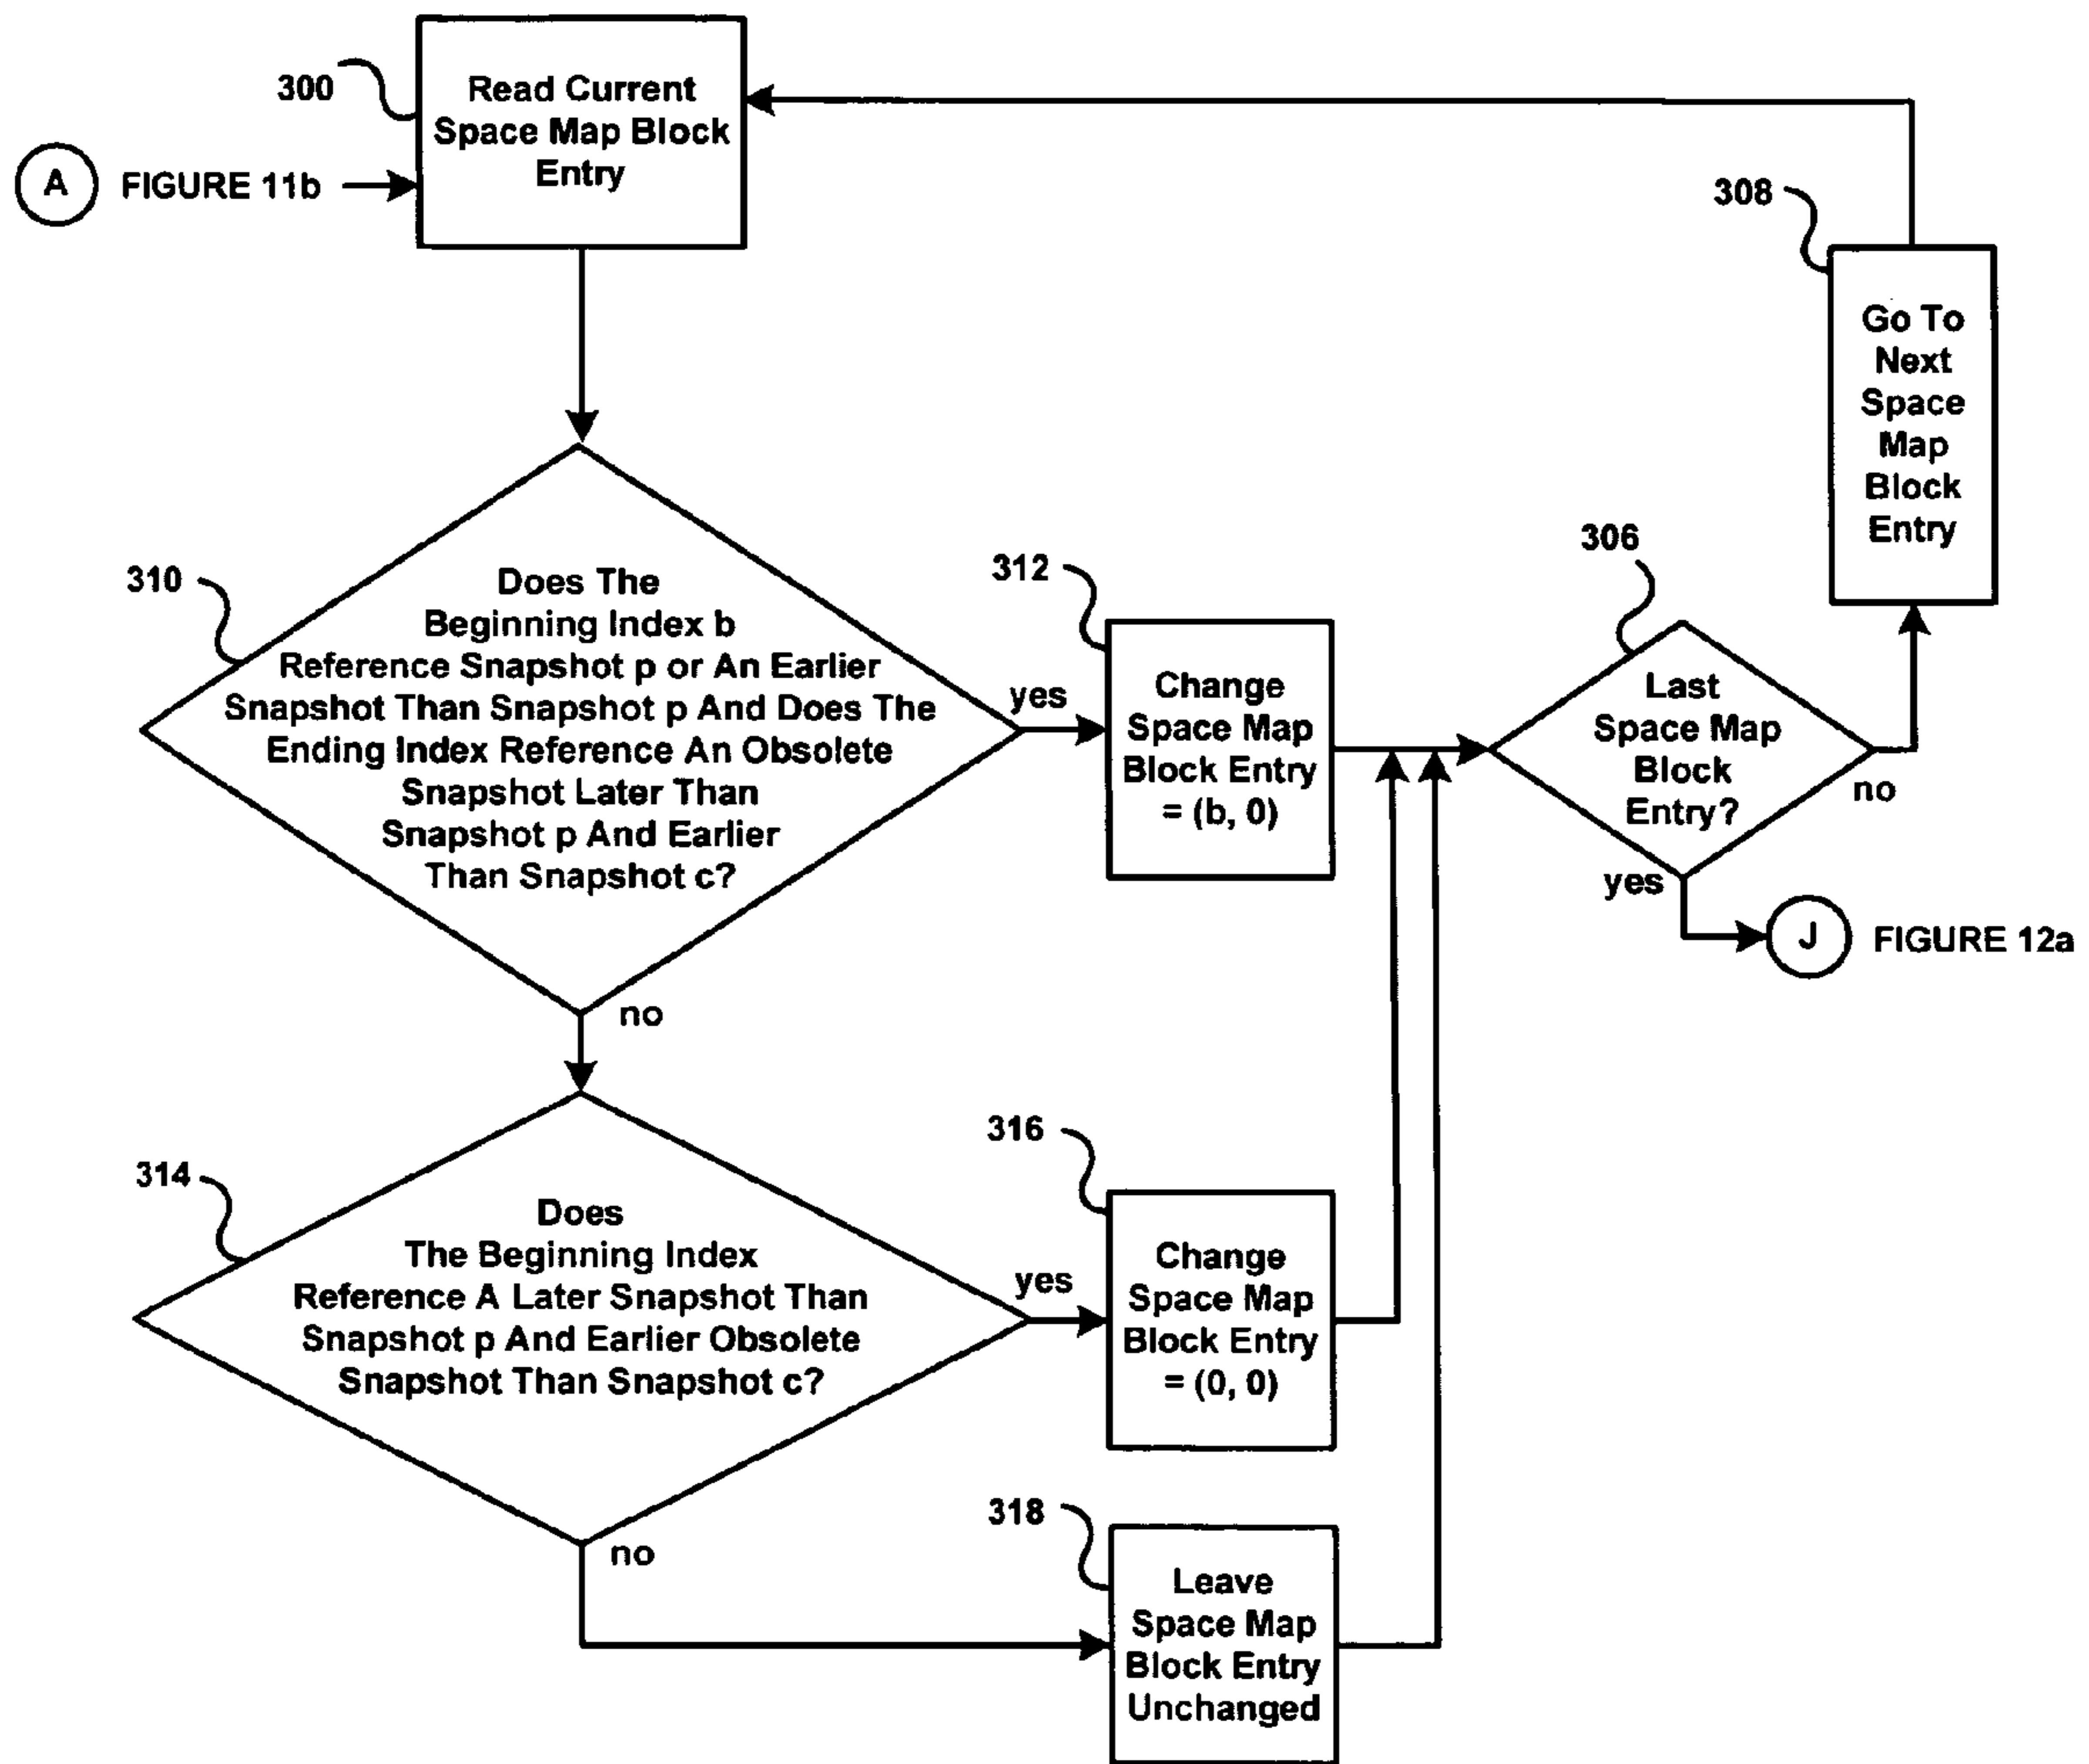 300
Read Current
Space Map Block
Entry
A
FIGURE 11b
308
Go To
Next
Space
Map
Block
Entry
310
Does The
Beginning Index b
Reference Snapshot p or An Earlier
Snapshot Than Snapshot p And Does The
Ending Index Reference An Obsolete
Snapshot Later Than
Snapshot p And Earlier
Than Snapshot c?
yes
no
312
Change
Space Map
Block Entry
= (b, 0)
306
Last
Space Map
Block
Entry?
no
yes
J
FIGURE 12a
314
Does
The Beginning Index
Reference A Later Snapshot Than
Snapshot p And Earlier Obsolete
Snapshot Than Snapshot c?
yes
no
316
Change
Space Map
Block Entry
= (0, 0)
318
Leave
Space Map
Block Entry
Unchanged